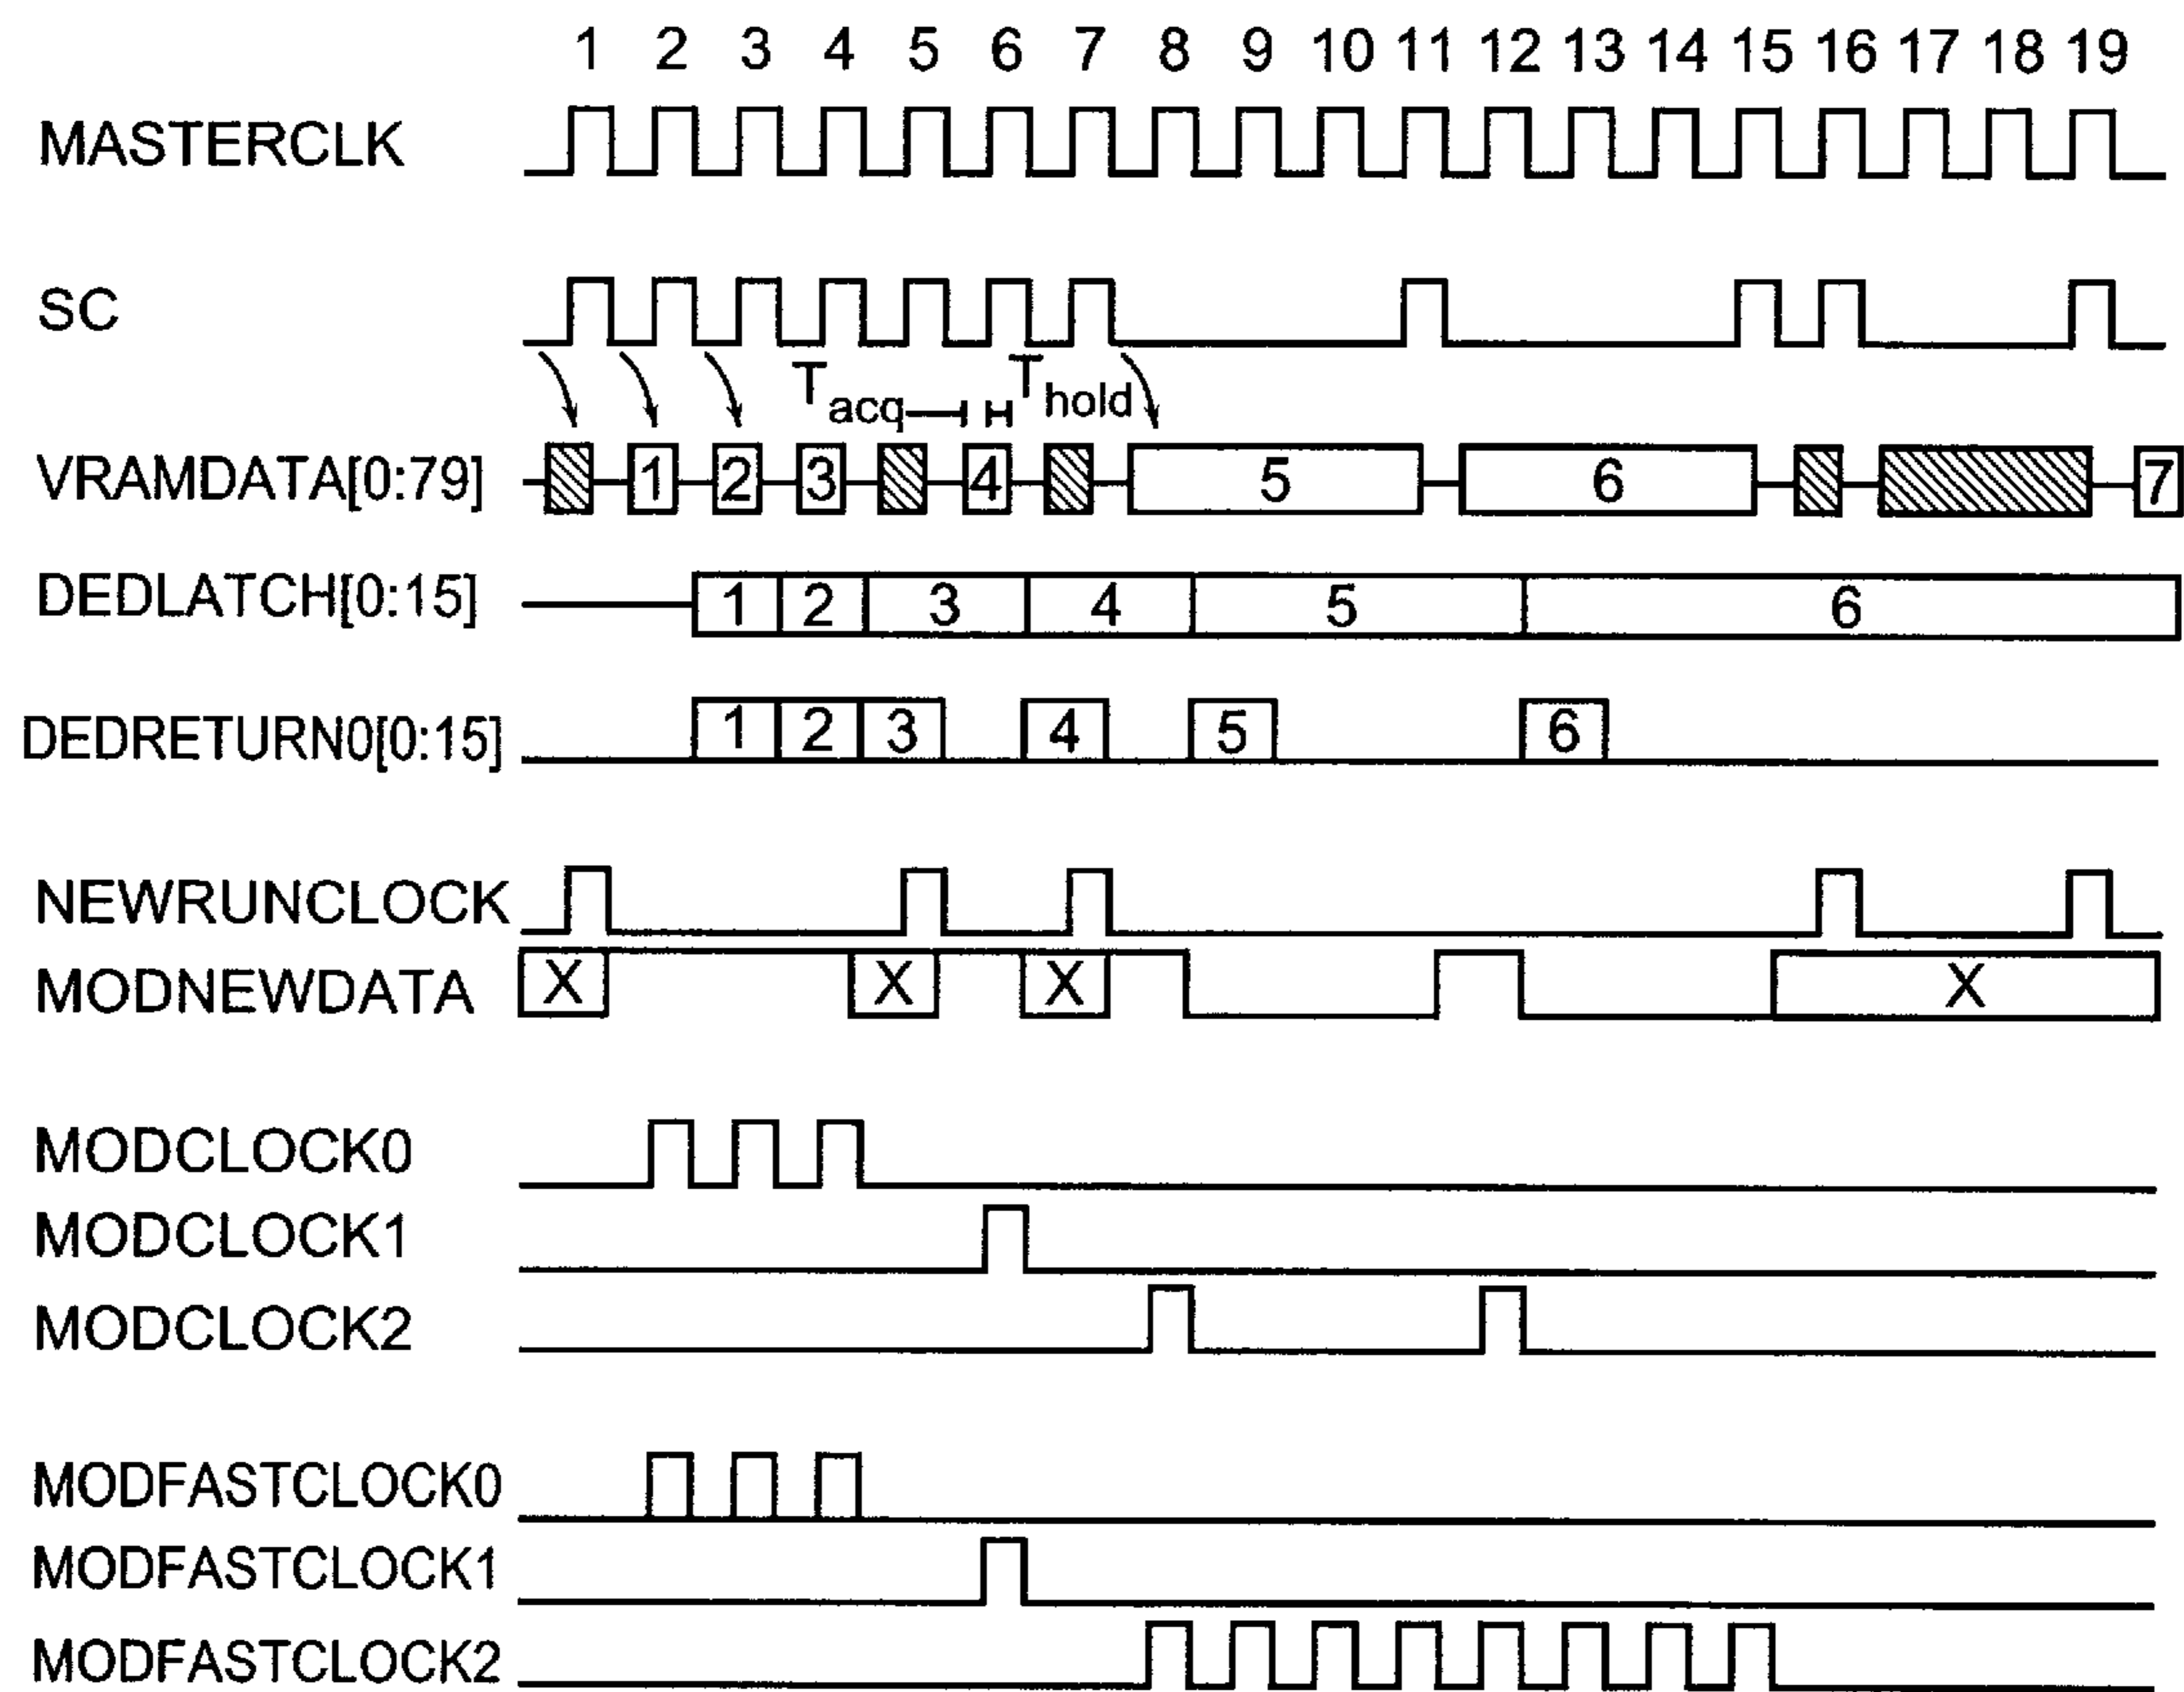 1 2 3 4 5 6 7 8 9 10 11 12 13 14 15 16 17 18 19
MASTERCLK
SC
Tacq Thold
VRAMDATA[0:79] 1 2 3 4 5 6 7
DEDLATCH[0:15] 1 2 3 4 5 6
DEDRETURN0[0:15] 1 2 3 4 5 6
NEWRUNCLOCK
MODNEWDATA X X X X
MODCLOCK0
MODCLOCK1
MODCLOCK2
MODFASTCLOCK0
MODFASTCLOCK1
MODFASTCLOCK2